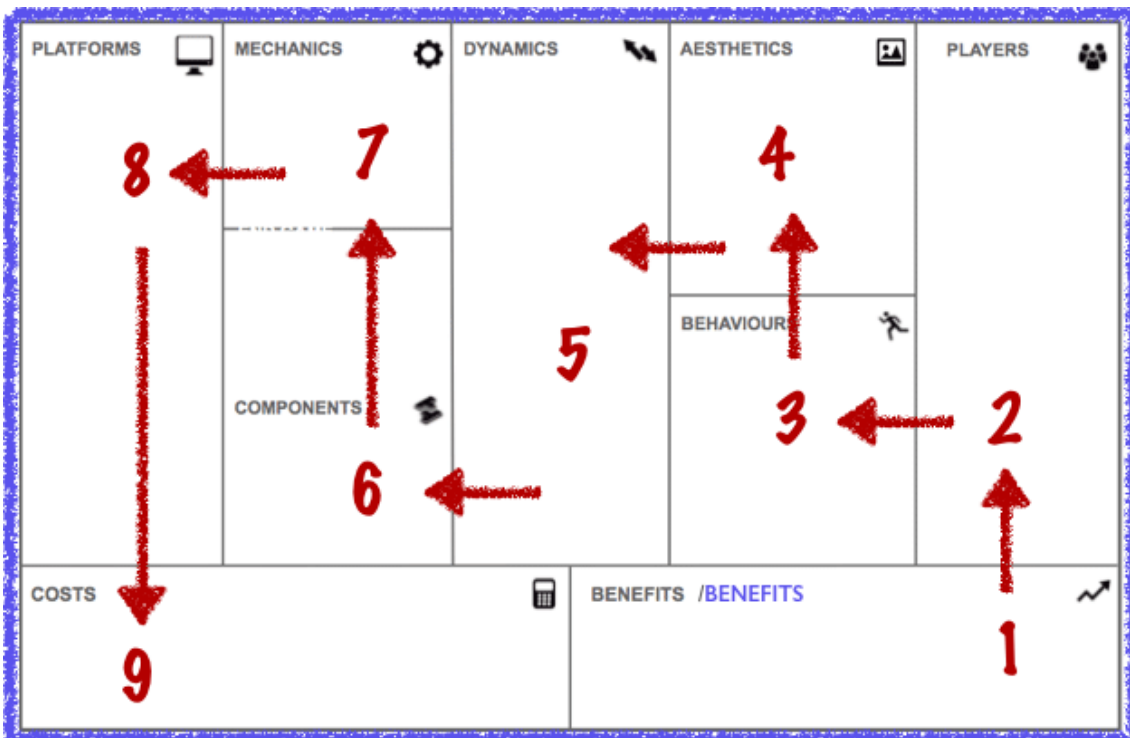 PLATFORMS
MECHANICS
DYNAMICS
AESTHETICS
PLAYERS
8
7
4
BEHAVIOURS
5
COMPONENTS
3
2
6
COSTS
BENEFITS /BENEFITS
9
1